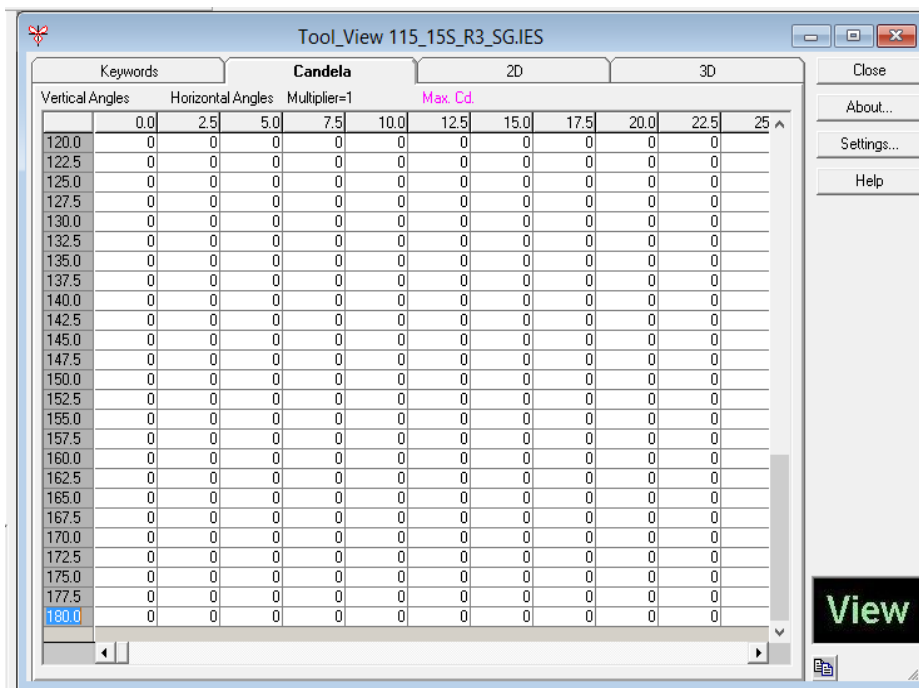 Tool_View 115_15S_R3_SG.IES
Keywords Candela 2D 3D Close
Vertical Angles Horizontal Angles Multiplier=1 Max. Cd. About...
0.0 2.5 5.0 7.5 10.0 12.5 15.0 17.5 20.0 22.5 25
120.0 0 0 0 0 0 0 0 0 0 0 Settings...
122.5 0 0 0 0 0 0 0 0 0 0
125.0 0 0 0 0 0 0 0 0 0 0 Help
127.5 0 0 0 0 0 0 0 0 0 0
130.0 0 0 0 0 0 0 0 0 0 0
132.5 0 0 0 0 0 0 0 0 0 0
135.0 0 0 0 0 0 0 0 0 0 0
137.5 0 0 0 0 0 0 0 0 0 0
140.0 0 0 0 0 0 0 0 0 0 0
142.5 0 0 0 0 0 0 0 0 0 0
145.0 0 0 0 0 0 0 0 0 0 0
147.5 0 0 0 0 0 0 0 0 0 0
150.0 0 0 0 0 0 0 0 0 0 0
152.5 0 0 0 0 0 0 0 0 0 0
155.0 0 0 0 0 0 0 0 0 0 0
157.5 0 0 0 0 0 0 0 0 0 0
160.0 0 0 0 0 0 0 0 0 0 0
162.5 0 0 0 0 0 0 0 0 0 0
165.0 0 0 0 0 0 0 0 0 0 0
167.5 0 0 0 0 0 0 0 0 0 0
170.0 0 0 0 0 0 0 0 0 0 0
172.5 0 0 0 0 0 0 0 0 0 0
175.0 0 0 0 0 0 0 0 0 0 0
177.5 0 0 0 0 0 0 0 0 0 0
180.0 0 0 0 0 0 0 0 0 0 0
View